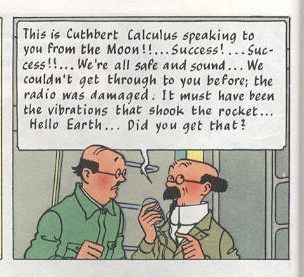 This is Cuthbert Calculus speaking to
you from the Moon!!...Success!...Suc-
cess!!... We're all safe and sound... We
couldn't get through to you before; the
radio was damaged. It must have been
the vibrations that shook the rocket...
Hello Earth... Did you get that?